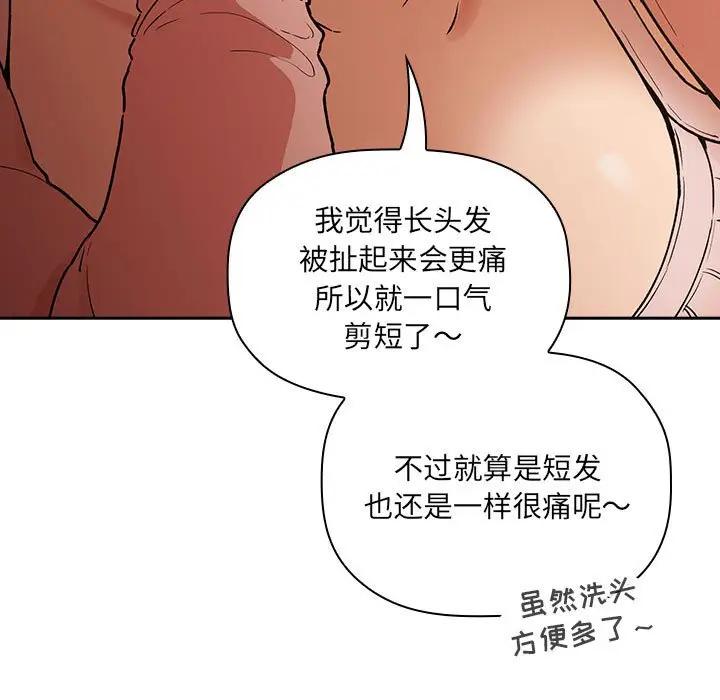 我觉得长头发
被扯起来会更痛
所以就一口气
剪短了～
不过就算是短发
也还是一样很痛呢～
虽然洗头
方便多了～